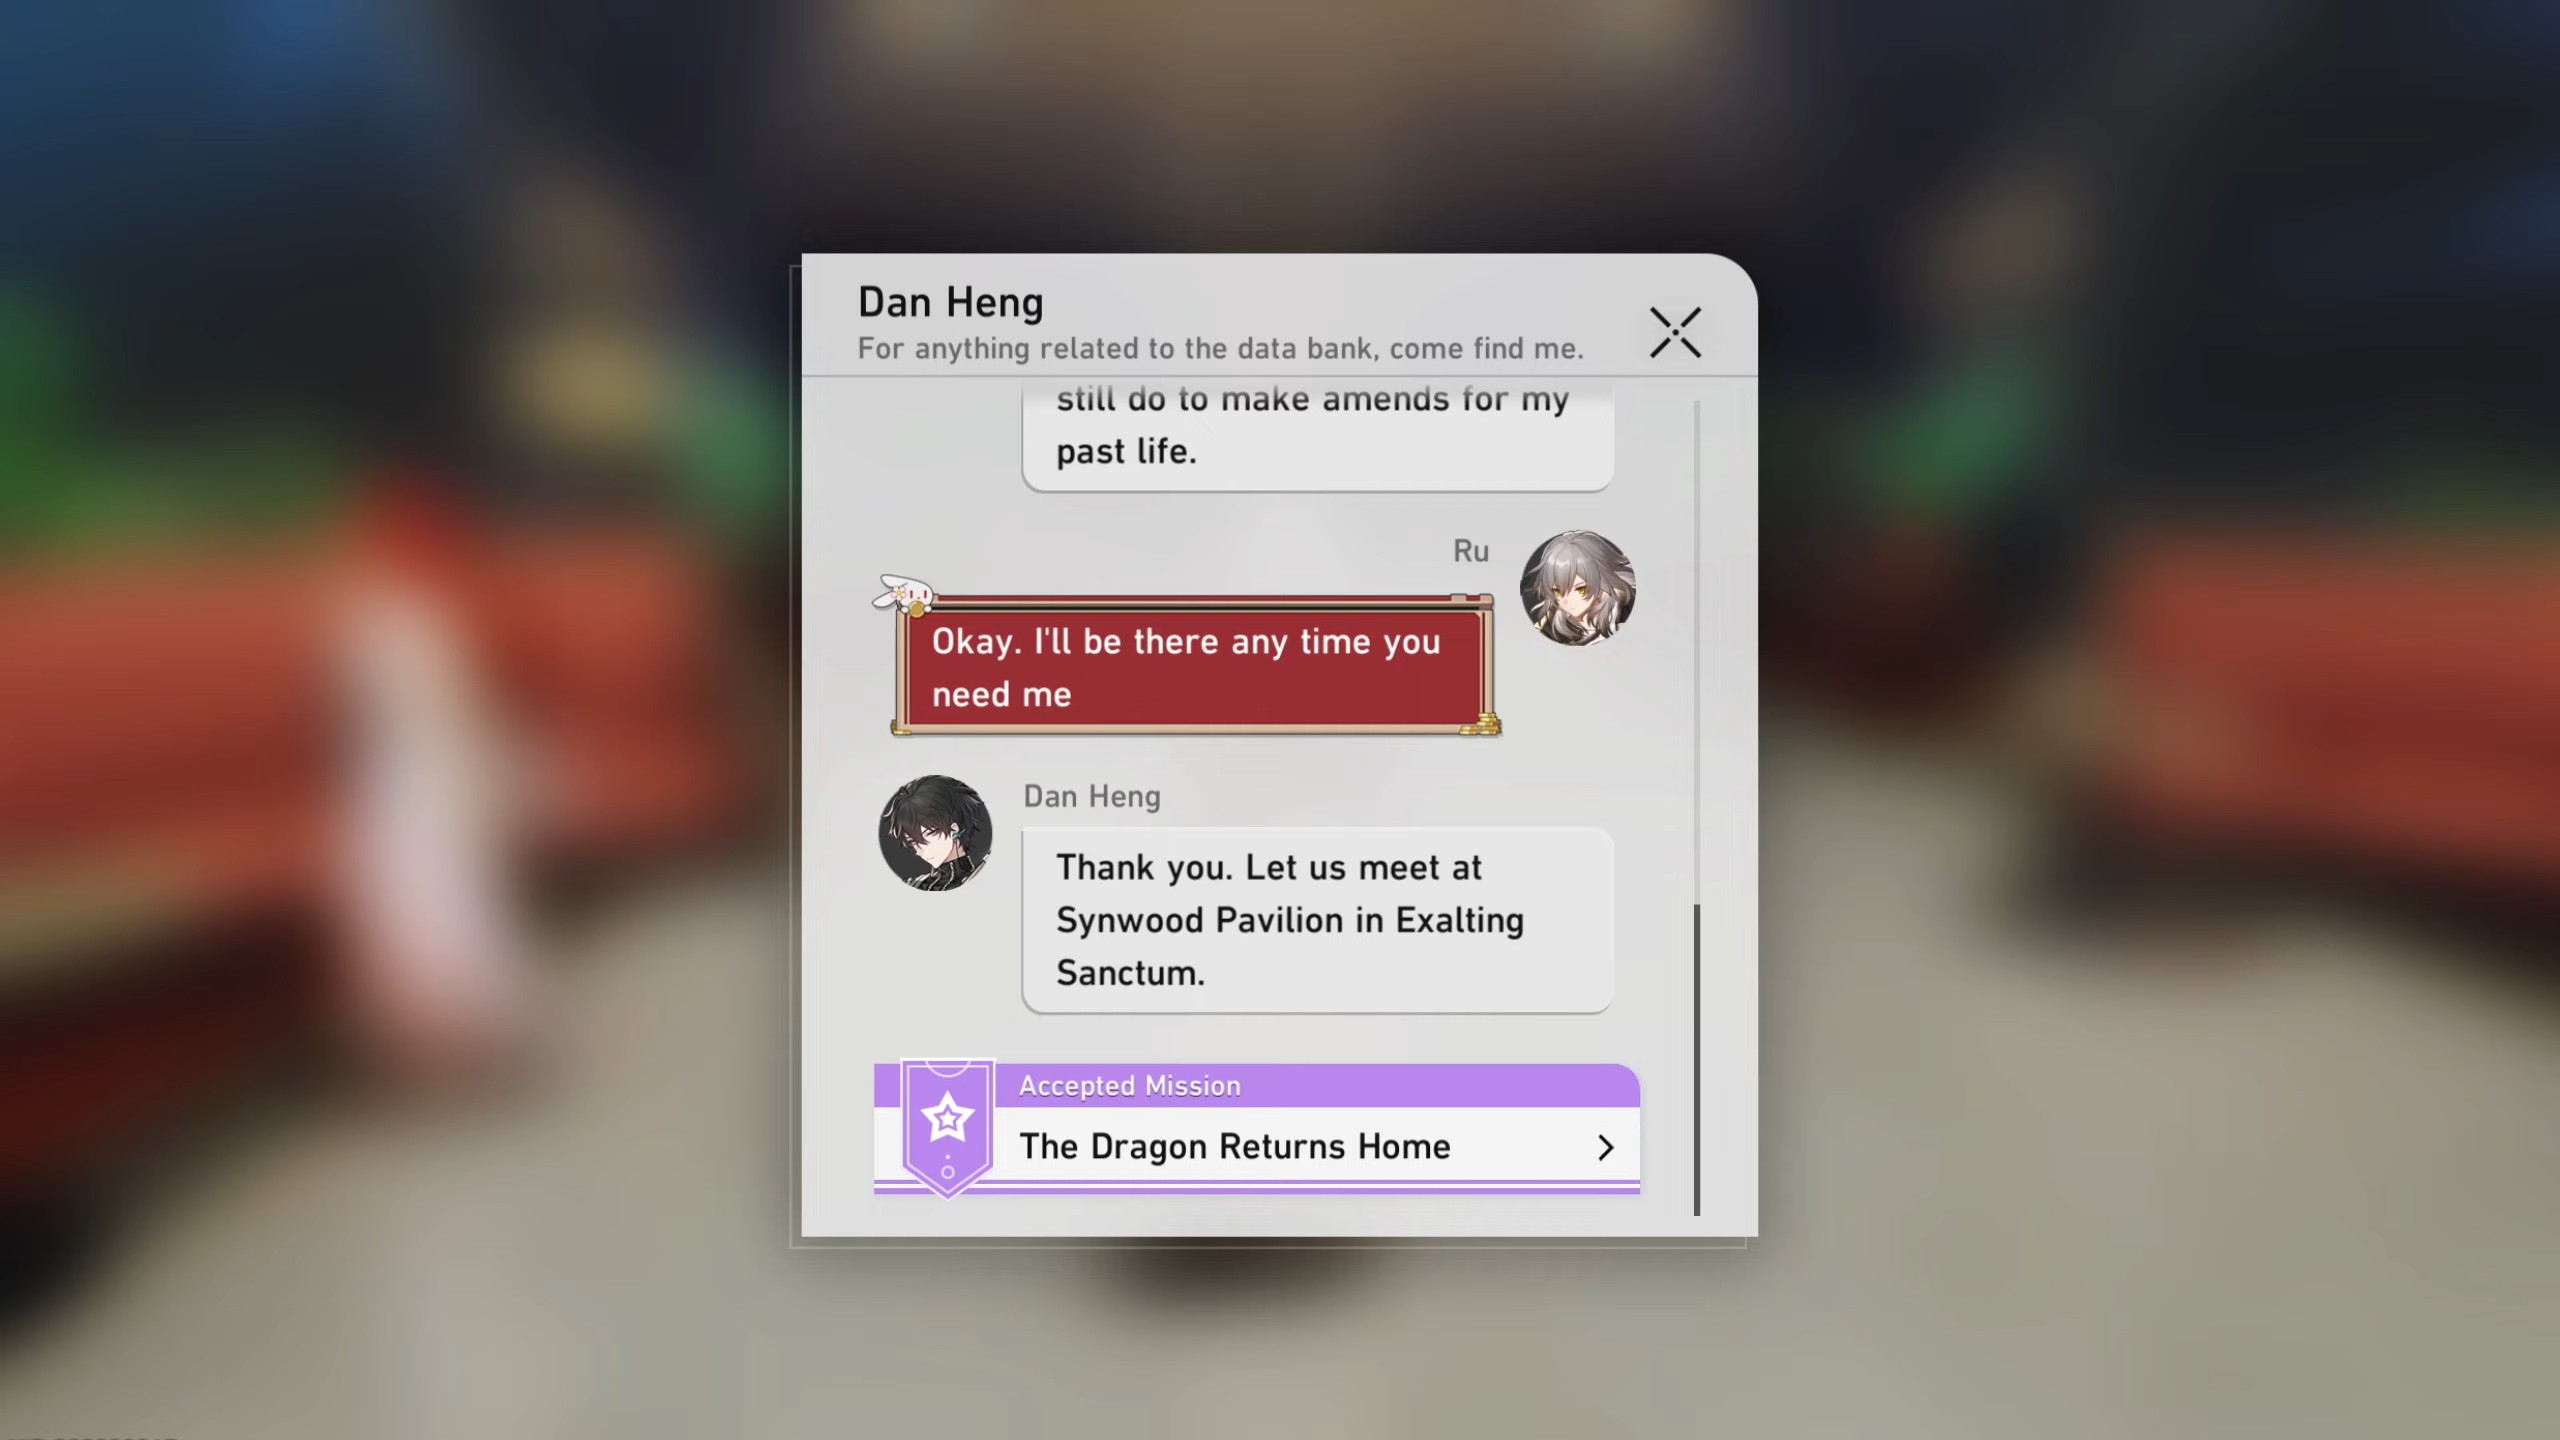 Dan Heng
For anything related to the data bank, come find me.
still do to make amends for my
past life.
Ru
Okay. I'll be there any time you
need me
Dan Heng
Thank you. Let us meet at
Synwood Pavilion in Exalting
Sanctum.
Accepted Mission
The Dragon Returns Home